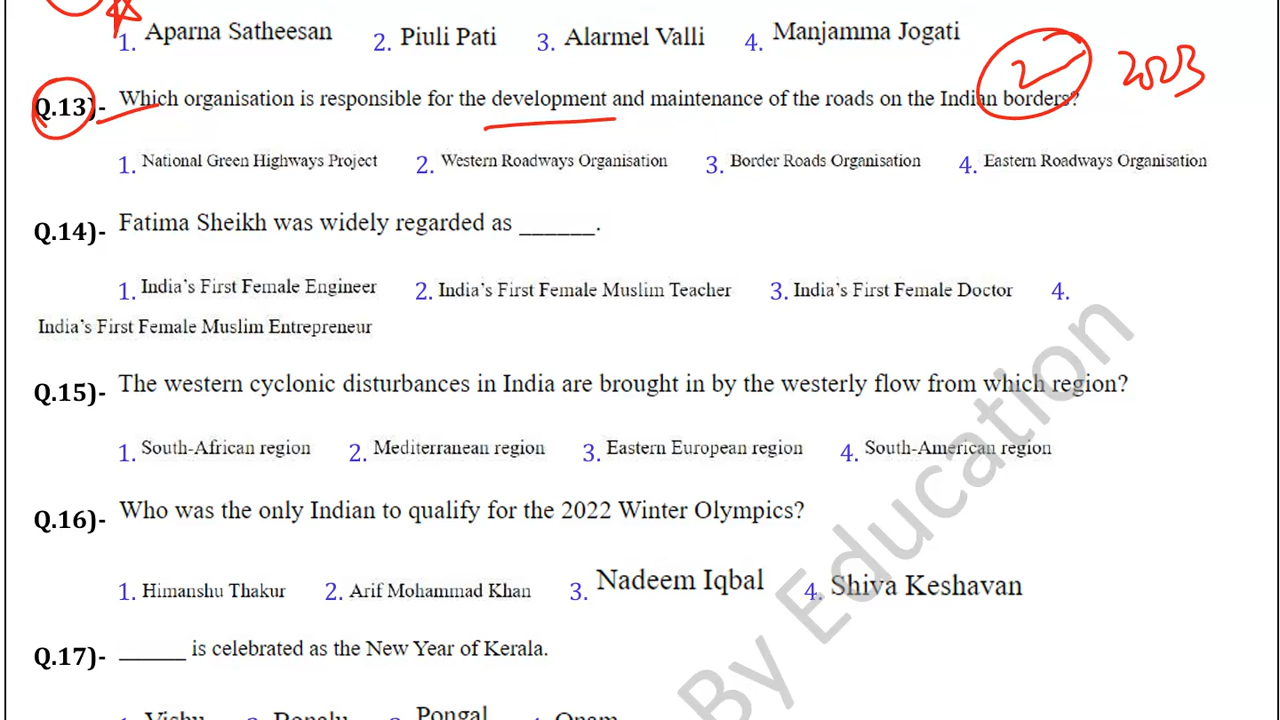 1. Aparna Satheesan 2. Piuli Pati 3. Alarmel Valli 4. Manjamma Jogati
Q.13)- Which organisation is responsible for the development and maintenance of the roads on the Indian borders? 2 2023
1. National Green Highways Project 2. Western Roadways Organisation 3. Border Roads Organisation 4. Eastern Roadways Organisation
Q.14)- Fatima Sheikh was widely regarded as ______.
1. India's First Female Engineer 2. India's First Female Muslim Teacher 3. India's First Female Doctor 4.
India's First Female Muslim Entrepreneur
Q.15)- The western cyclonic disturbances in India are brought in by the westerly flow from which region?
1. South-African region 2. Mediterranean region 3. Eastern European region 4. South-American region
Q.16)- Who was the only Indian to qualify for the 2022 Winter Olympics?
1. Himanshu Thakur 2. Arif Mohammad Khan 3. Nadeem Iqbal 4. Shiva Keshavan
Q.17)- ______ is celebrated as the New Year of Kerala.
Vishu Bonalu Pongal Onam
By Education